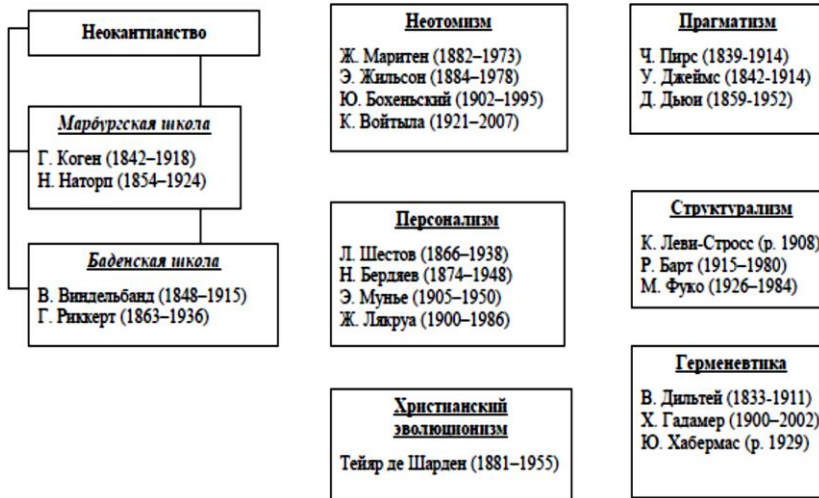 Неокантианство
Марбургская школа
Г. Коген (1842–1918)
Н. Наторп (1854–1924)
Баденская школа
В. Виндельбанд (1848–1915)
Г. Риккерт (1863–1936)
Неотомизм
Ж. Маритен (1882–1973)
Э. Жильсон (1884–1978)
Ю. Бохеньский (1902–1995)
К. Войтыла (1921–2007)
Персонализм
Л. Шестов (1866–1938)
Н. Бердяев (1874–1948)
Э. Мунье (1905–1950)
Ж. Лякруа (1900–1986)
Христианский
эволюционизм
Тейяр де Шарден (1881–1955)
Прагматизм
Ч. Пирс (1839-1914)
У. Джеймс (1842-1914)
Д. Дьюи (1859-1952)
Структурализм
К. Леви-Стросс (р. 1908)
Р. Барт (1915–1980)
М. Фуко (1926–1984)
Герменевтика
В. Дильтей (1833-1911)
Х. Гадамер (1900–2002)
Ю. Хабермас (р. 1929)